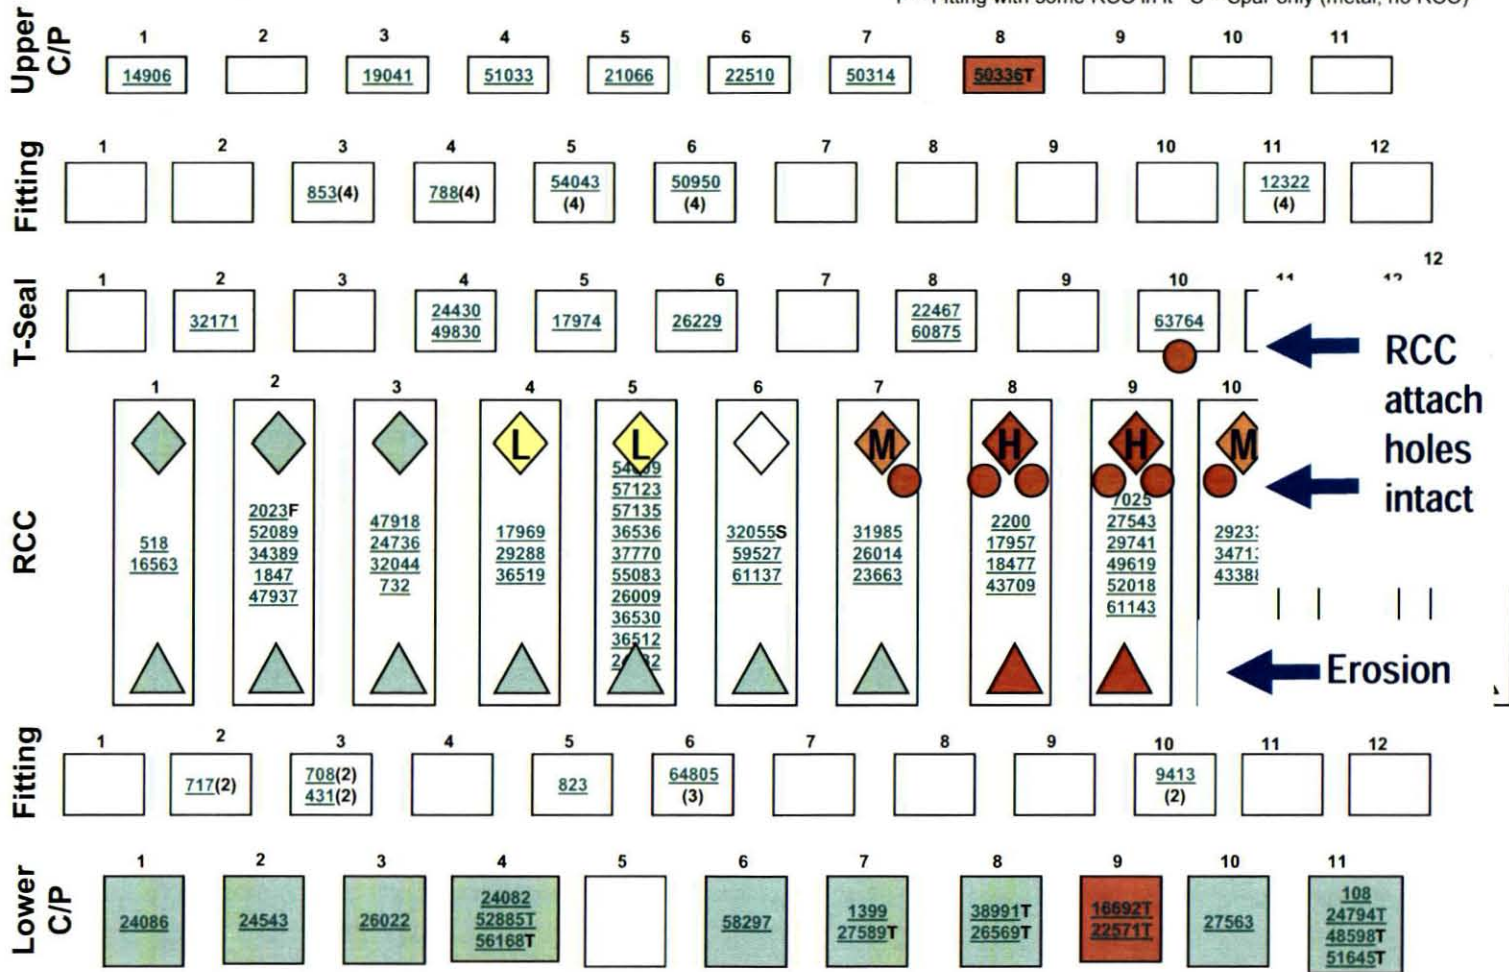 Upper C/P
1 2 3 4 5 6 7 8 9 10 11
14906 19041 51033 21066 22510 50314 50336T
Fitting
1 2 3 4 5 6 7 8 9 10 11 12
853(4) 788(4) 54043 (4) 50950 (4) 12322 (4)
12
T-Seal
1 2 3 4 5 6 7 8 9 10
32171
24430
49830
17974
26229
22467
60875
63764
RCC
attach
holes
intact
RCC
1 2 3 4 5 6 7 8 9 10
L L M H H M
518
16563
2023F
52089
34389
1847
47937
47918
24736
32044
732
17969
29288
36519
57123
57135
36536
37770
55083
26009
36530
36512
32055S
59527
61137
31985
26014
23663
2200
17957
18477
43709
7025
27543
29741
49619
52018
61143
Erosion
Fitting
1 2 3 4 5 6 7 8 9 10 11 12
717(2)
708(2)
431(2)
823
64805
(3)
9413
(2)
Lower C/P
1 2 3 4 5 6 7 8 9 10 11
24086
24543
26022
24082
52885T
56168T
58297
1399
27589T
38991T
26569T
16692T
22571T
27563
108
24794T
48598T
51645T